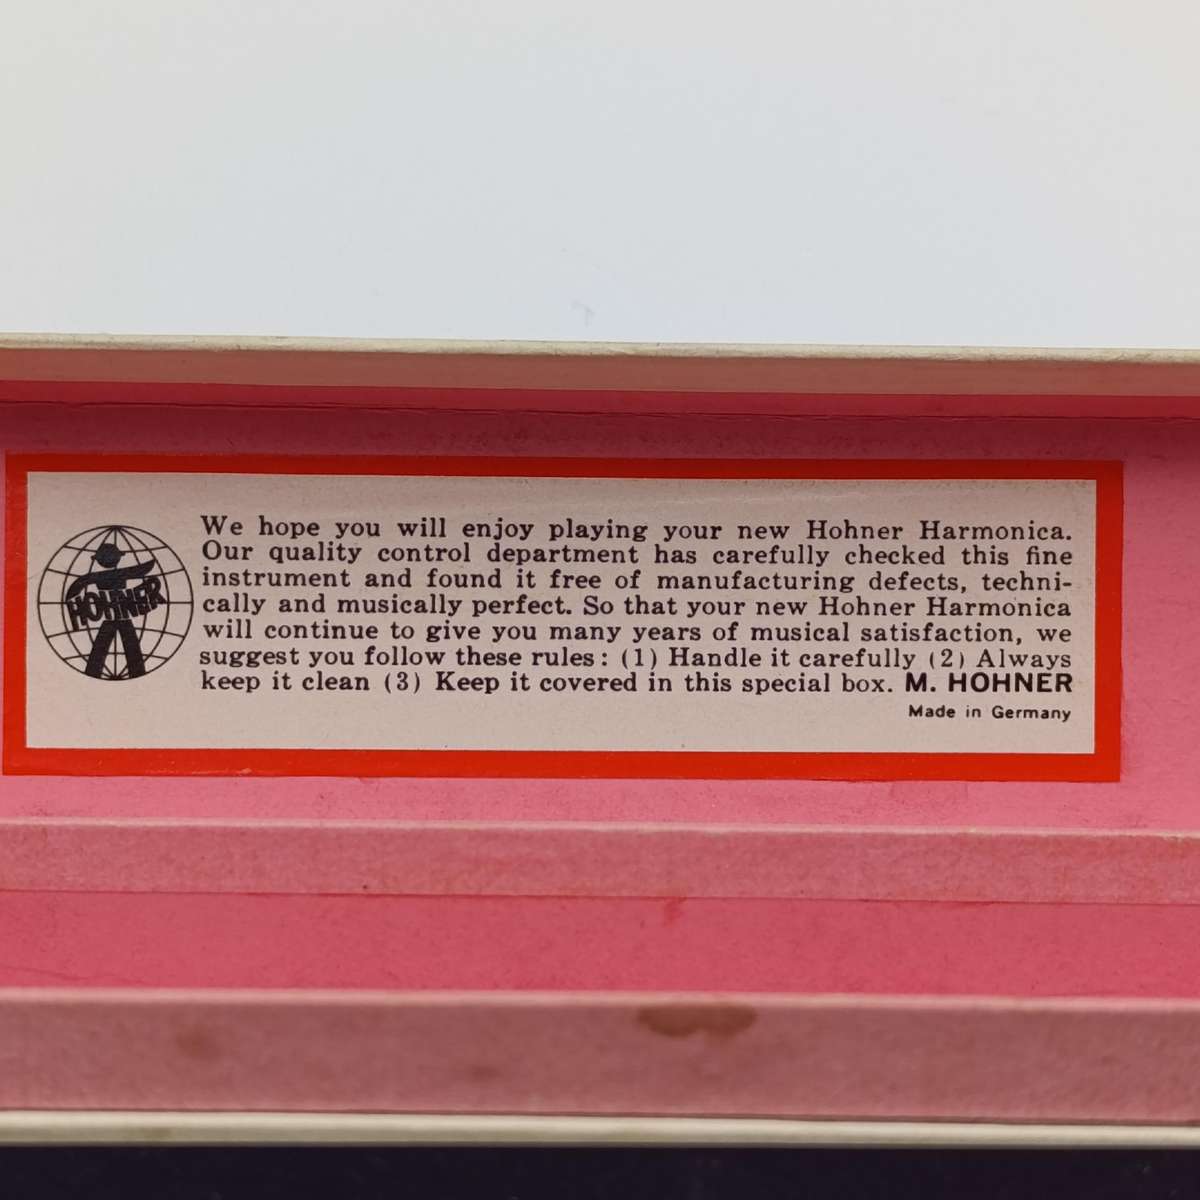 HOHNER
We hope you will enjoy playing your new Hohner Harmonica.
Our quality control department has carefully checked this fine
instrument and found it free of manufacturing defects, techni-
cally and musically perfect. So that your new Hohner Harmonica
will continue to give you many years of musical satisfaction, we
suggest you follow these rules: (1) Handle it carefully (2) Always
keep it clean (3) Keep it covered in this special box. M. HOHNER
Made in Germany